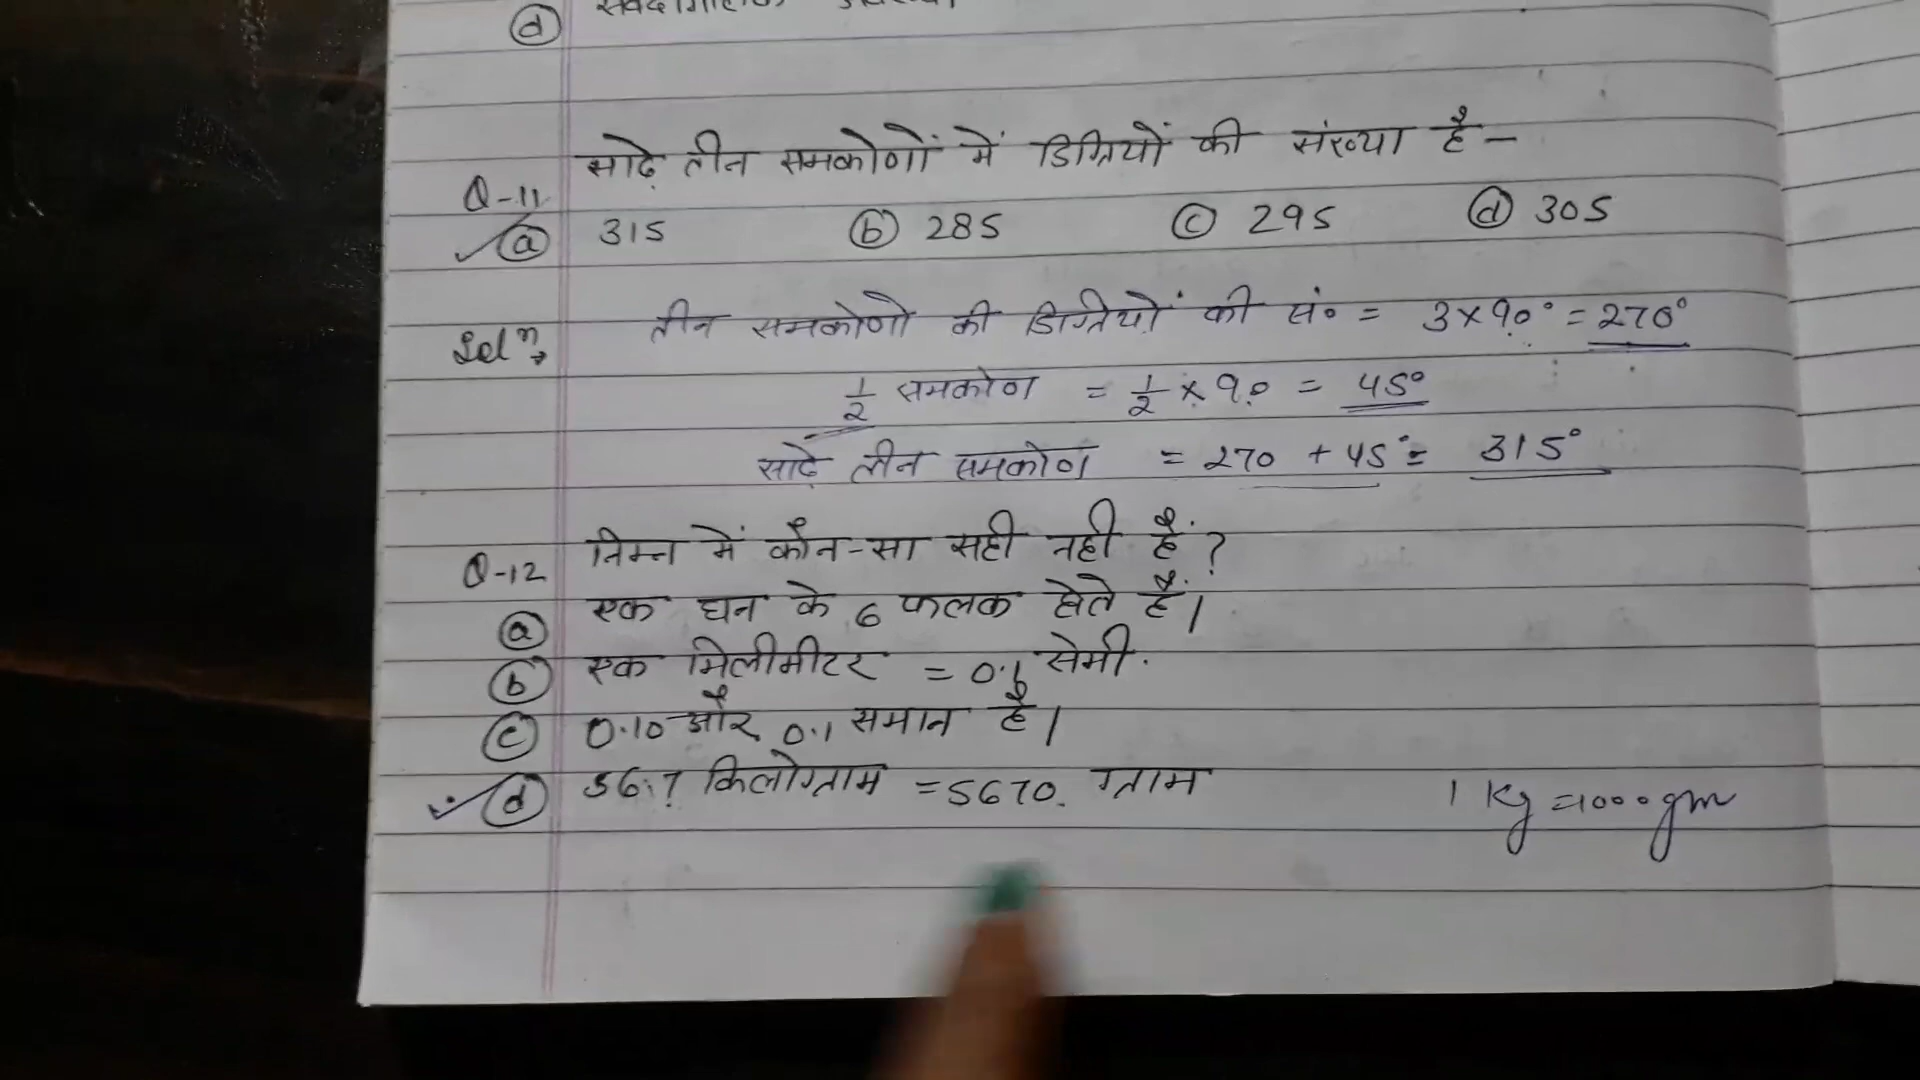 (d)
Q-11 साढ़े तीन समकोणों में डिग्रियों की संख्या है -
(a) 315 (b) 285 (c) 295 (d) 305
Solⁿ→ तीन समकोणो की डिग्रियों की सं० = 3×90° = 270°
1/2 समकोण = 1/2 × 90 = 45°
साढ़े तीन समकोण = 270 + 45° = 315°
Q-12 निम्न में कौन-सा सही नही है ?
(a) एक घन के 6 फलक होते हैं।
(b) एक मिलीमीटर = 0.1 सेमी.
(c) 0.10 और 0.1 समान है।
(d) 56.7 किलोग्राम = 5670. ग्राम 1 kg = 1000 gm